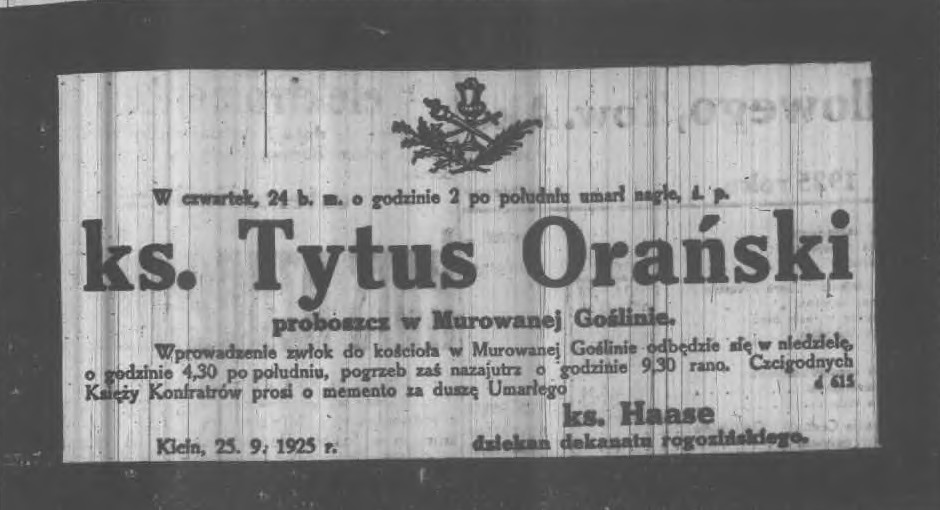 W czwartek, 24 b. m. o godzinie 2 po południu umarł nagle, ś. p.
ks. Tytus Orański
proboszcz w Murowanej Goślinie.
Wprowadzenie zwłok do kościoła w Murowanej Goślinie odbędzie się w niedzielę,
o godzinie 4,30 po południu, pogrzeb zaś nazajutrz o godzinie 9,30 rano. Czcigodnych
Księży Konfratrów prosi o memento za duszę Umarłego
d 615
ks. Haase
Klein, 25. 9. 1925 r.
dziekan dekanatu rogozińskiego.